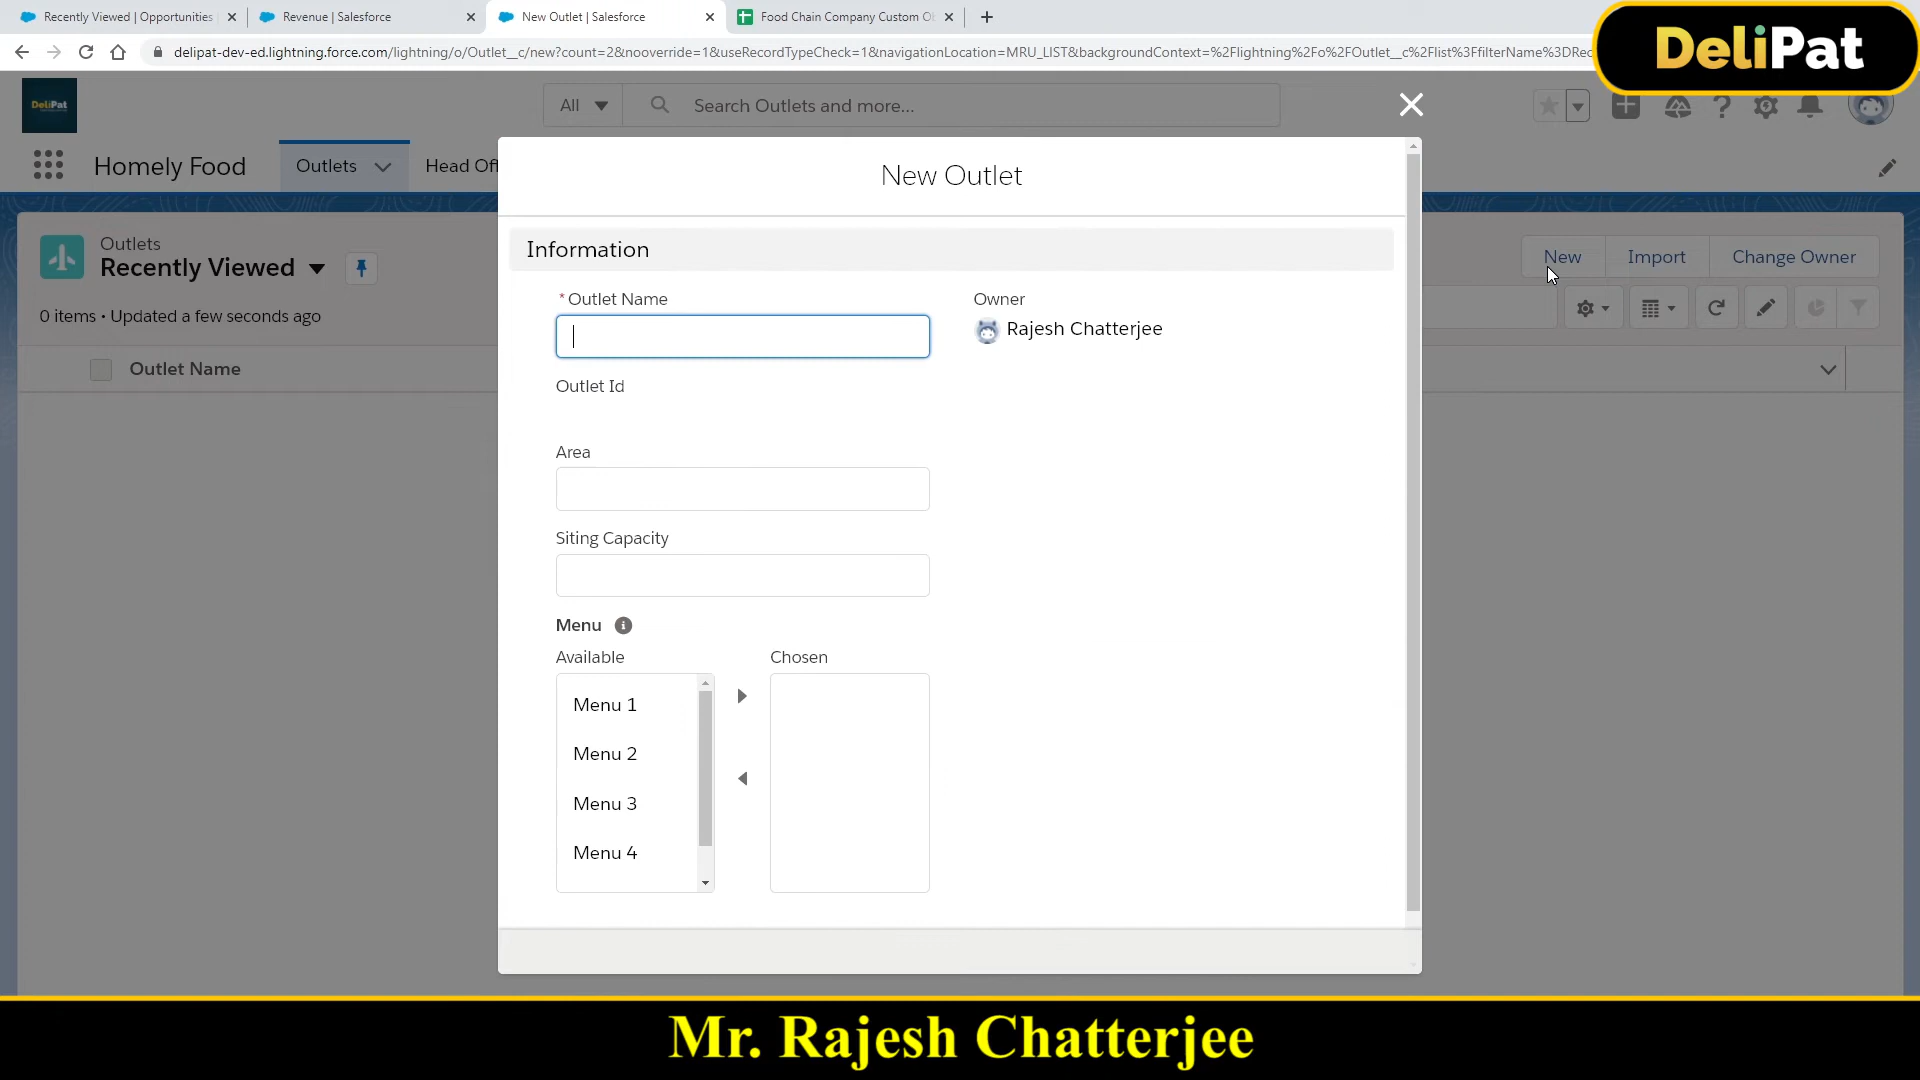 Recently Viewed | Opportunities
Revenue | Salesforce
New Outlet | Salesforce
Food Chain Company Custom O
delipat-dev-ed.lightning.force.com/lightning/o/Outlet__c/new?count=2&nooverride=1&useRecordTypeCheck=1&navigationLocation=MRU_LIST&backgroundContext=%2Flightning%2Fo%2FOutlet__c%2Flist%3FfilterName%3DRec
DeliPat
DeliPat
All
Search Outlets and more...
Homely Food
Outlets
Head Off
New Outlet
Outlets
Recently Viewed
New
Import
Change Owner
0 items • Updated a few seconds ago
Outlet Name
Information
*Outlet Name
Owner
Rajesh Chatterjee
Outlet Id
Area
Siting Capacity
Menu
Available
Chosen
Menu 1
Menu 2
Menu 3
Menu 4
Mr. Rajesh Chatterjee